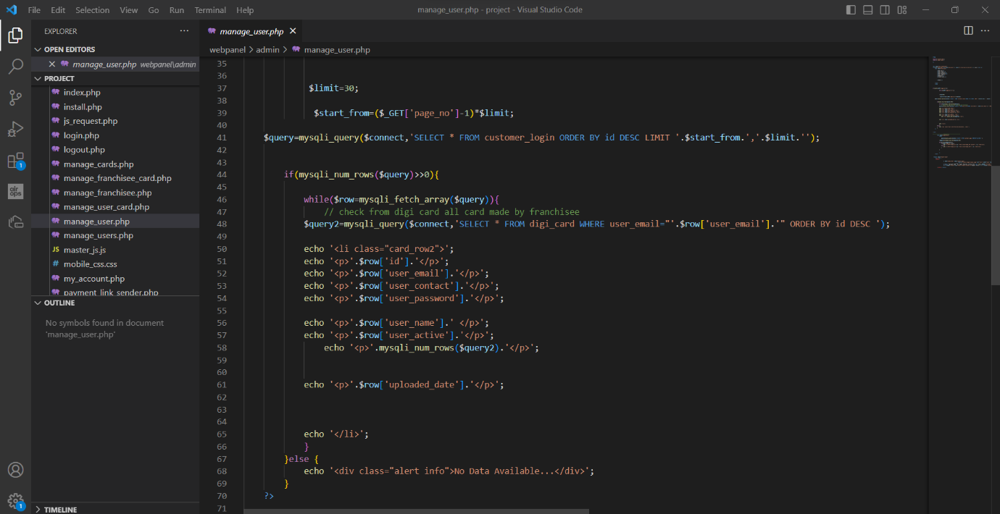 File Edit Selection View Go Run Terminal Help
manage_user.php - project - Visual Studio Code
EXPLORER
OPEN EDITORS
manage_user.php webpanel\admin
PROJECT
index.php
install.php
js_request.php
login.php
logout.php
manage_cards.php
manage_franchisee_card.php
manage_franchisee.php
manage_user_card.php
manage_user.php
manage_users.php
JS master_js.js
# mobile_css.css
my_account.php
payment_link_sender.php
OUTLINE
No symbols found in document
'manage_user.php'
TIMELINE
1
air
ops
1
manage_user.php
webpanel > admin > manage_user.php
35
36
37 $limit=30;
38
39 $start_from=($_GET['page_no']-1)*$limit;
40
41 $query=mysqli_query($connect,'SELECT * FROM customer_login ORDER BY id DESC LIMIT '.$start_from.','.$limit.'');
42
43
44 if(mysqli_num_rows($query)>>0){
45
46 while($row=mysqli_fetch_array($query)){
47 // check from digi card all card made by franchisee
48 $query2=mysqli_query($connect,'SELECT * FROM digi_card WHERE user_email="'.$row['user_email'].'" ORDER BY id DESC ');
49
50 echo '<li class="card_row2">';
51 echo '<p>'.$row['id'].'</p>';
52 echo '<p>'.$row['user_email'].'</p>';
53 echo '<p>'.$row['user_contact'].'</p>';
54 echo '<p>'.$row['user_password'].'</p>';
55
56 echo '<p>'.$row['user_name'].' </p>';
57 echo '<p>'.$row['user_active'].'</p>';
58 echo '<p>'.mysqli_num_rows($query2).'</p>';
59
60
61 echo '<p>'.$row['uploaded_date'].'</p>';
62
63
64
65 echo '</li>';
66 }
67 }else {
68 echo '<div class="alert info">No Data Available...</div>';
69 }
70 ?>
71